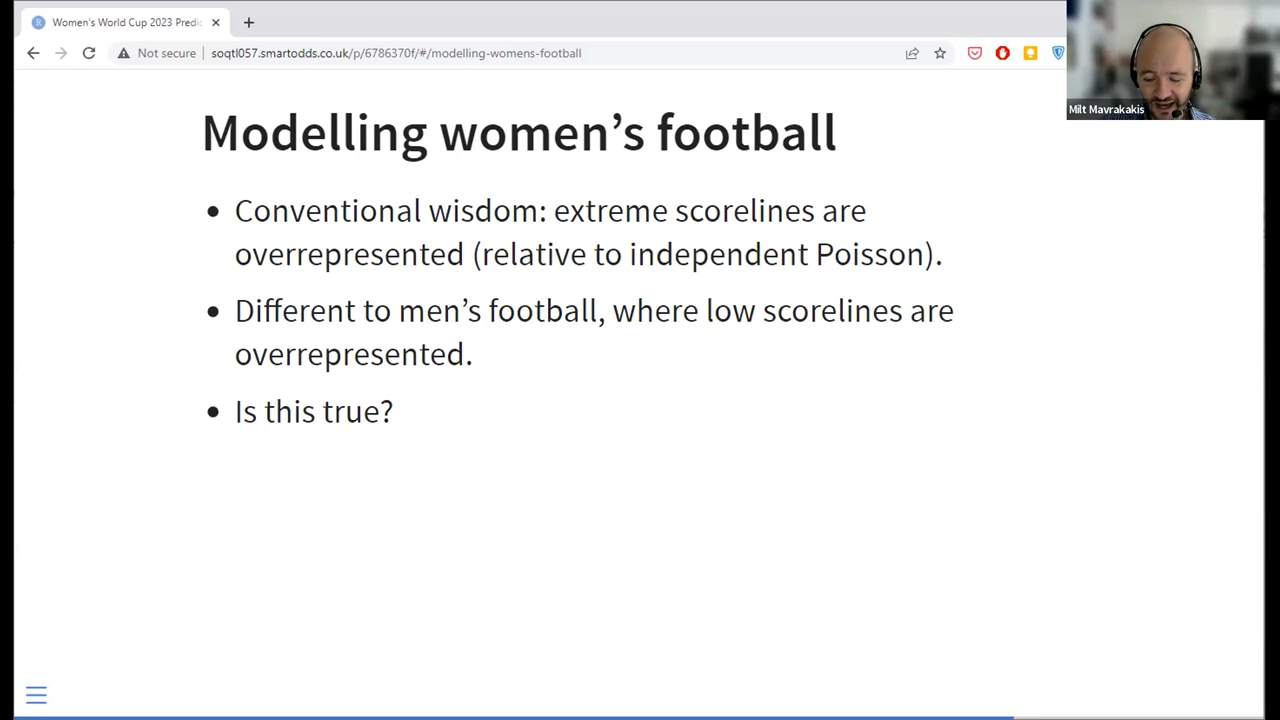 Women's World Cup 2023 Predic
Not secure
soqtl057.smartodds.co.uk/p/6786370f/#/modelling-womens-football
Milt Mavrakakis
Modelling women’s football
Conventional wisdom: extreme scorelines are
overrepresented (relative to independent Poisson).
Different to men’s football, where low scorelines are
overrepresented.
Is this true?